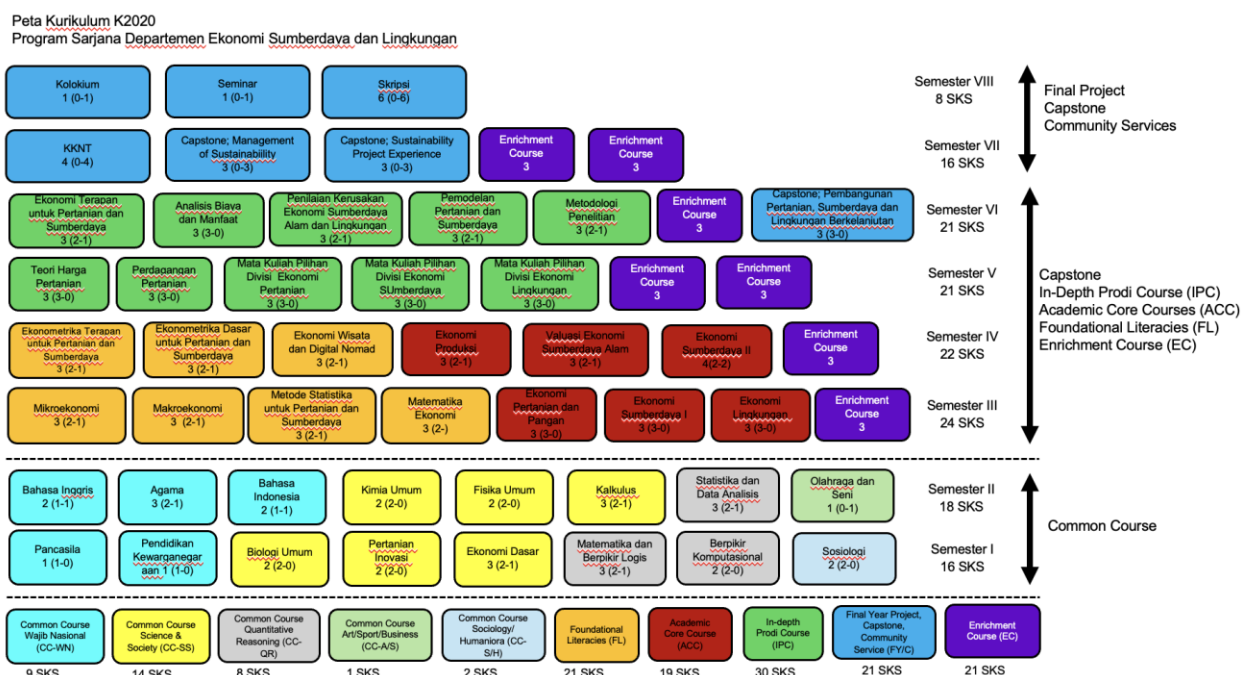 Peta Kurikulum K2020
Program Sarjana Departemen Ekonomi Sumberdaya dan Lingkungan
Kolokium
1 (0-1)
Seminar
1 (0-1)
Skripsi
6 (0-6)
Semester VIII
8 SKS
Final Project
Capstone
Community Services
KKNT
4 (0-4)
Capstone; Management
of Sustainabiility
3 (0-3)
Capstone; Sustainability
Project Experience
3 (0-3)
Enrichment
Course
3
Enrichment
Course
3
Semester VII
16 SKS
Ekonomi Terapan
untuk Pertanian dan
Sumberdaya
3 (2-1)
Analisis Biaya
dan Manfaat
3 (3-0)
Penilaian Kerusakan
Ekonomi Sumberdaya
Alam dan Lingkungan
3 (2-1)
Pemodelan
Pertanian dan
Sumberdaya
3 (2-1)
Metodologi
Penelitian
3 (2-1)
Enrichment
Course
3
Capstone; Pembangunan
Pertanian, Sumberdaya dan
Lingkungan Berkelaniutan
3 (3-0)
Semester VI
21 SKS
Teori Harga
Pertanian
3 (3-0)
Perdagangan
Pertanian
3 (3-0)
Mata Kuliah Pilihan
Divisi Ekonomi
Pertanian
3 (3-0)
Mata Kuliah Pilihan
Divisi Ekonomi
SUmberdaya
3 (3-0)
Mata Kuliah Pilihan
Divisi Ekonomi
Lingkungan
3 (3-0)
Enrichment
Course
3
Enrichment
Course
3
Semester V
21 SKS
Capstone
In-Depth Prodi Course (IPC)
Academic Core Courses (ACC)
Foundational Literacies (FL)
Enrichment Course (EC)
Ekonometrika Terapan
untuk Pertanian dan
Sumberdaya
3 (2-1)
Ekonometrika Dasar
untuk Pertanian dan
Sumberdaya
3 (2-1)
Ekonomi Wisata
dan Digital Nomad
3 (2-1)
Ekonomi
Produksi
3 (2-1)
Valuasi Ekonomi
Sumberdaya Alam
3 (2-1)
Ekonomi
Sumberdaya II
4(2-2)
Enrichment
Course
3
Semester IV
22 SKS
Mikroekonomi
3 (2-1)
Makroekonomi
3 (2-1)
Metode Statistika
untuk Pertanian dan
Sumberdaya
3 (2-1)
Matematika
Ekonomi
3 (2-)
Ekonomi
Pertanian dan
Pangan
3 (3-0)
Ekonomi
Sumberdaya I
3 (3-0)
Ekonomi
Lingkungan
3 (3-0)
Enrichment
Course
3
Semester III
24 SKS
Bahasa Inggris
2 (1-1)
Agama
3 (2-1)
Bahasa
Indonesia
2 (1-1)
Kimia Umum
2 (2-0)
Fisika Umum
2 (2-0)
Kalkulus
3 (2-1)
Statistika dan
Data Analisis
3 (2-1)
Olahraga dan
Seni
1 (0-1)
Semester II
18 SKS
Common Course
Pancasila
1 (1-0)
Pendidikan
Kewarganegar
aan 1 (1-0)
Biologi Umum
2 (2-0)
Pertanian
Inovasi
2 (2-0)
Ekonomi Dasar
3 (2-1)
Matematika dan
Berpikir Logis
3 (2-1)
Berpikir
Komputasional
2 (2-0)
Sosiologi
2 (2-0)
Semester I
16 SKS
Common Course
Wajib Nasional
(CC-WN)
Common Course
Science &
Society (CC-SS)
Common Course
Quantitative
Reasoning (CC-
QR)
Common Course
Art/Sport/Business
(CC-A/S)
Common Course
Sociology/
Humaniora (CC-
S/H)
Foundational
Literacies (FL)
Academic
Core Course
(ACC)
In-depth
Prodi Course
(IPC)
Final Year Project,
Capstone,
Community
Service (FY/C)
Enrichment
Course (EC)
9 SKS
14 SKS
8 SKS
1 SKS
2 SKS
21 SKS
19 SKS
30 SKS
21 SKS
21 SKS